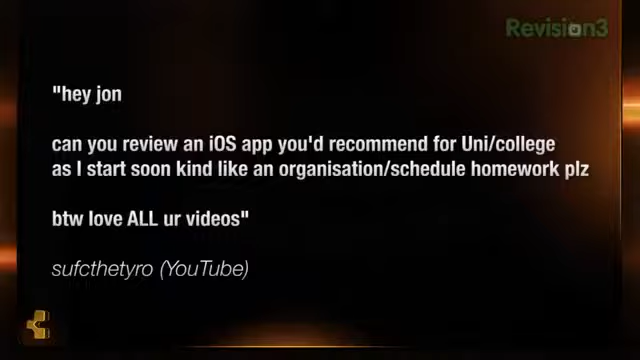 Revision3
"hey jon
can you review an iOS app you'd recommend for Uni/college
as I start soon kind like an organisation/schedule homework plz
btw love ALL ur videos"
sufcthetyro (YouTube)